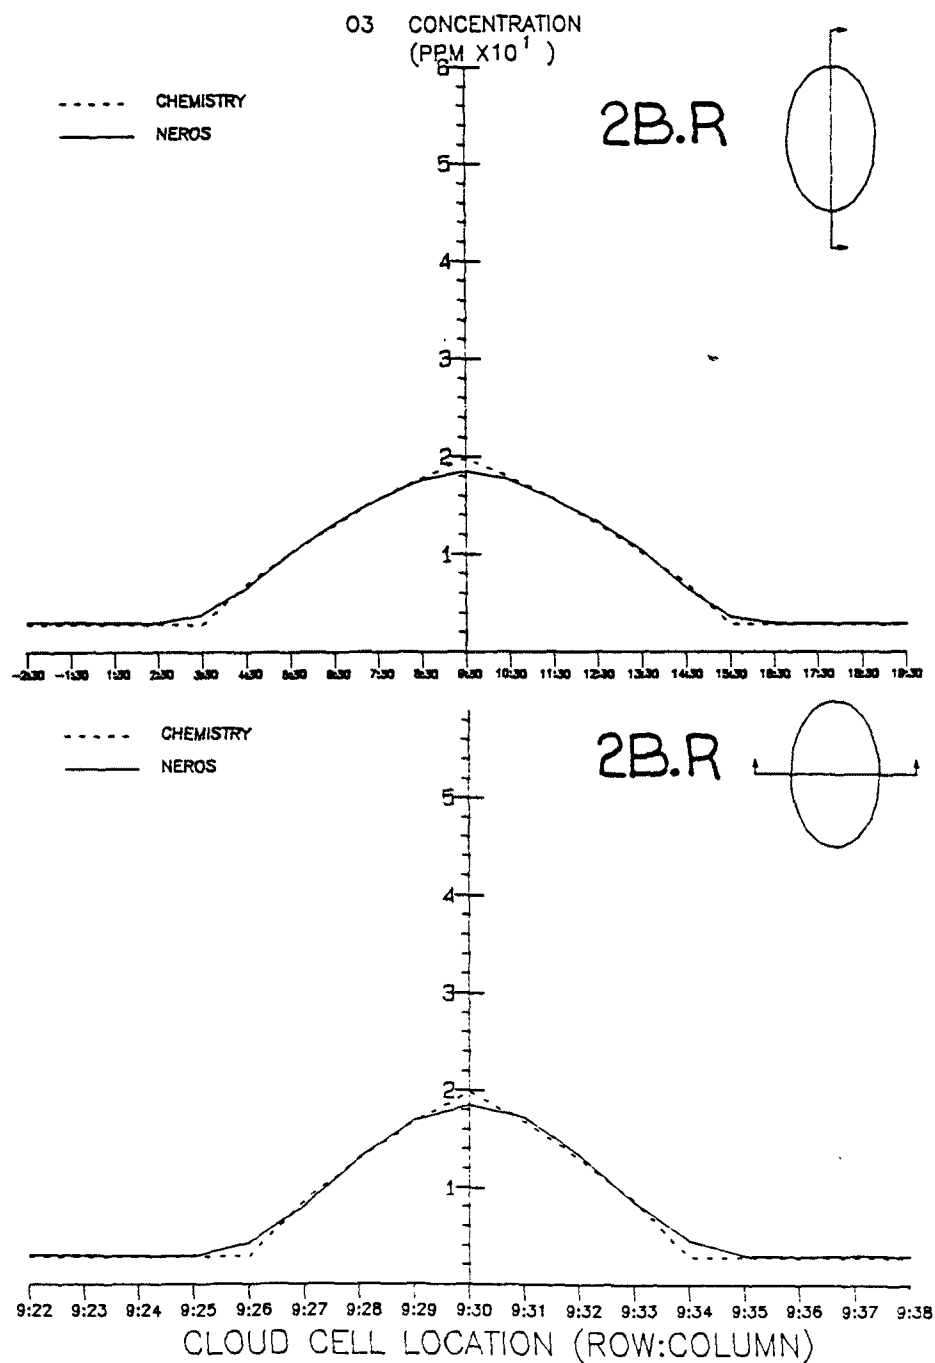 O3 CONCENTRATION
(PPM X10 1 )
CHEMISTRY
NEROS
2B.R
6
5
4
3
2
1
-2:30 -1:30 1:30 2:30 3:30 4:30 5:30 6:30 7:30 8:30 9:30 10:30 11:30 12:30 13:30 14:30 15:30 16:30 17:30 18:30 19:30
CHEMISTRY
NEROS
2B.R
5
4
3
2
1
9:22 9:23 9:24 9:25 9:26 9:27 9:28 9:29 9:30 9:31 9:32 9:33 9:34 9:35 9:36 9:37 9:38
CLOUD CELL LOCATION (ROW:COLUMN)